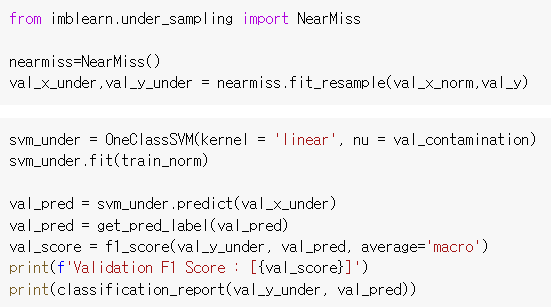 from imblearn.under_sampling import NearMiss
nearmiss=NearMiss()
val_x_under,val_y_under = nearmiss.fit_resample(val_x_norm,val_y)
svm_under = OneClassSVM(kernel = 'linear', nu = val_contamination)
svm_under.fit(train_norm)
val_pred = svm_under.predict(val_x_under)
val_pred = get_pred_label(val_pred)
val_score = f1_score(val_y_under, val_pred, average='macro')
print(f'Validation F1 Score : [{val_score}]')
print(classification_report(val_y_under, val_pred))